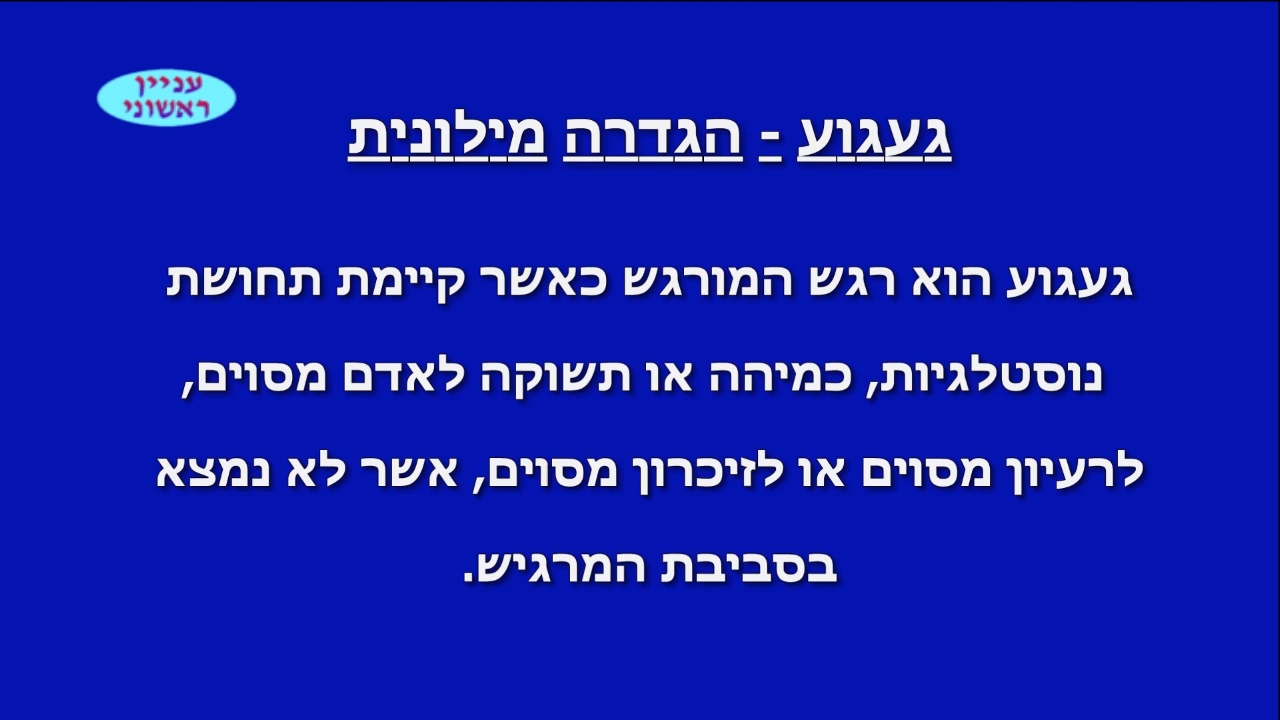 עניין
ראשוני
געגוע - הגדרה מילונית
געגוע הוא רגש המורגש כאשר קיימת תחושת
נוסטלגיות, כמיהה או תשוקה לאדם מסוים,
לרעיון מסוים או לזיכרון מסוים, אשר לא נמצא
בסביבת המרגיש.